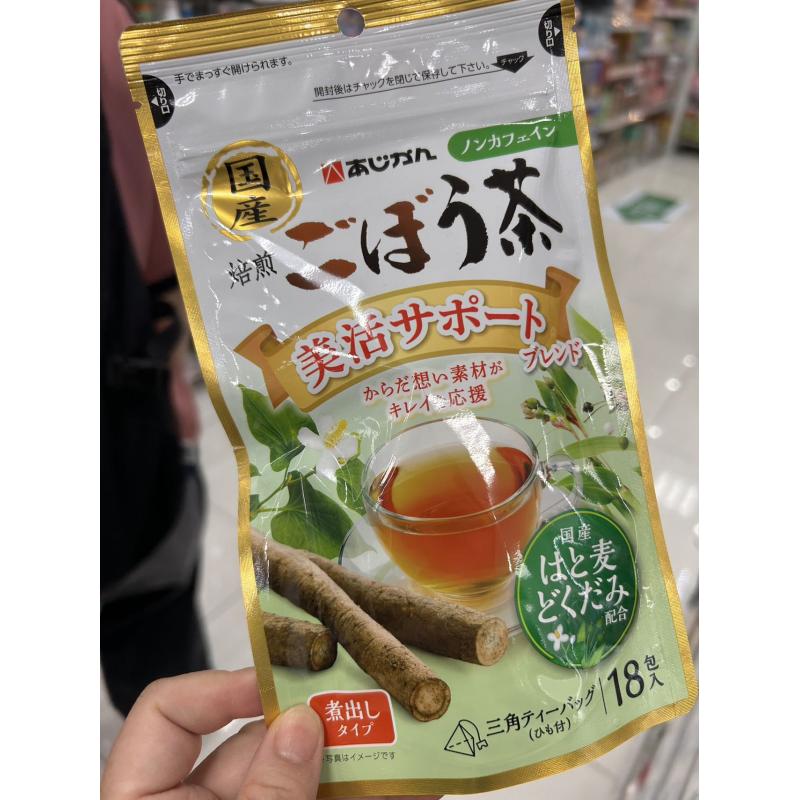 手でまっすぐ開けられます。
切り口
切り口
開封後はチャックを閉じて保存して下さい。
チャック
国産
あじかん
ノンカフェイン
焙煎
ごぼう茶
美活サポート
ブレンド
からだ想い素材が
キレイを応援
国産
はと麦
どくだみ
配合
煮出し
タイプ
三角ティーバッグ
(ひも付)
18包入
写真はイメージです